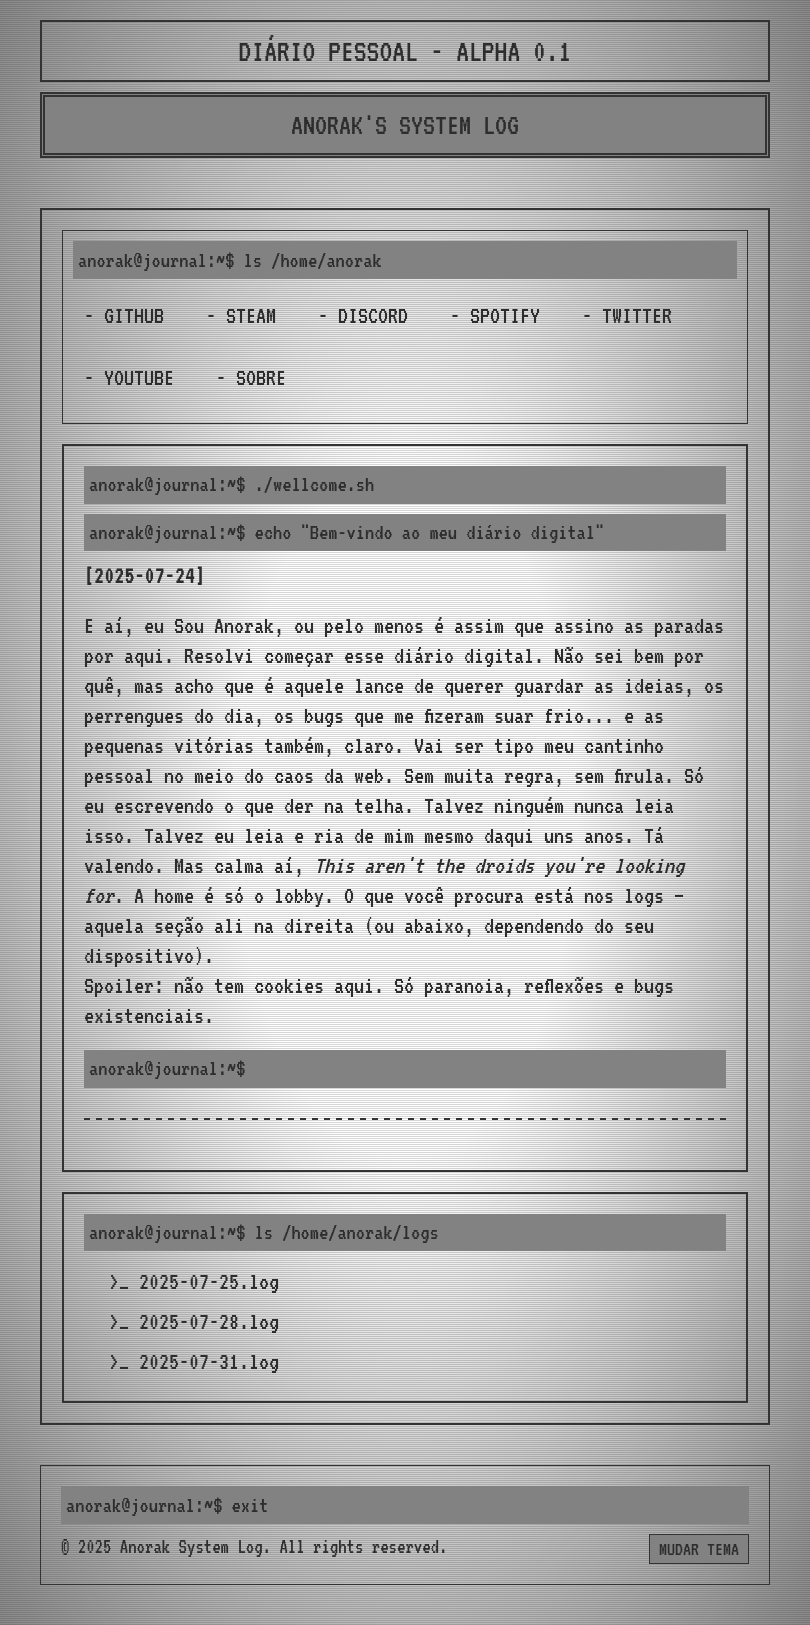 DIÁRIO PESSOAL - ALPHA 0.1
ANORAK'S SYSTEM LOG
anorak@journal:~$ ls /home/anorak
- GITHUB - STEAM - DISCORD - SPOTIFY - TWITTER
- YOUTUBE - SOBRE
anorak@journal:~$ ./wellcome.sh
anorak@journal:~$ echo "Bem-vindo ao meu diário digital"
[2025-07-24]
E aí, eu Sou Anorak, ou pelo menos é assim que assino as paradas
por aqui. Resolvi começar esse diário digital. Não sei bem por
quê, mas acho que é aquele lance de querer guardar as ideias, os
perrengues do dia, os bugs que me fizeram suar frio... e as
pequenas vitórias também, claro. Vai ser tipo meu cantinho
pessoal no meio do caos da web. Sem muita regra, sem firula. Só
eu escrevendo o que der na telha. Talvez ninguém nunca leia
isso. Talvez eu leia e ria de mim mesmo daqui uns anos. Tá
valendo. Mas calma aí, This aren't the droids you're looking
for. A home é só o lobby. O que você procura está nos logs —
aquela seção ali na direita (ou abaixo, dependendo do seu
dispositivo).
Spoiler: não tem cookies aqui. Só paranoia, reflexões e bugs
existenciais.
anorak@journal:~$
anorak@journal:~$ ls /home/anorak/logs
>_ 2025-07-25.log
>_ 2025-07-28.log
>_ 2025-07-31.log
anorak@journal:~$ exit
© 2025 Anorak System Log. All rights reserved.
MUDAR TEMA